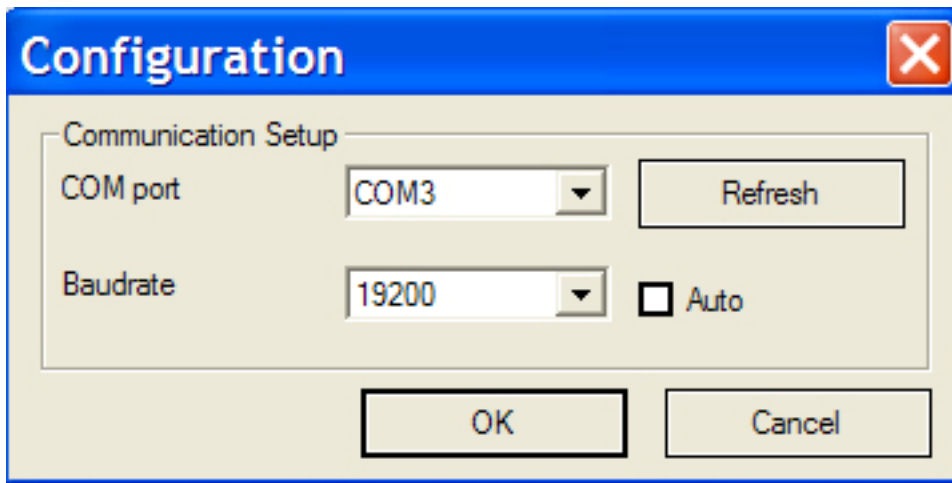 Configuration
Communication Setup
COM port COM3 Refresh
Baudrate 19200 Auto
OK Cancel